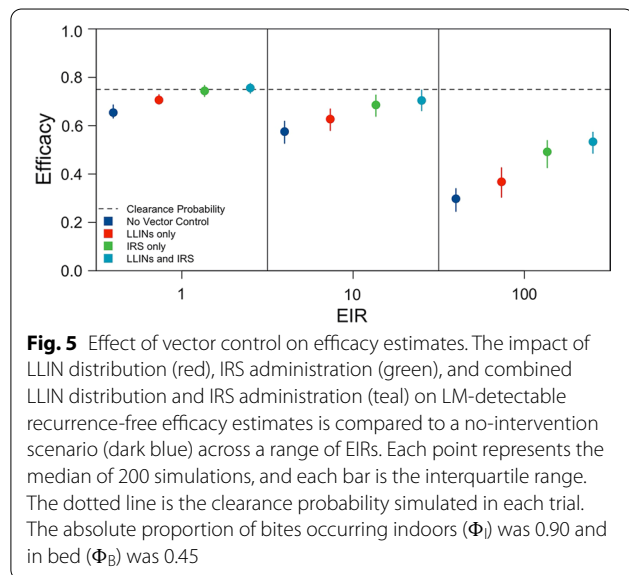 1.0
0.8
0.6
0.4
0.2
0.0
Efficacy
Clearance Probability
No Vector Control
LLINs only
IRS only
LLINs and IRS
1 10 100
EIR
Fig. 5 Effect of vector control on efficacy estimates. The impact of
LLIN distribution (red), IRS administration (green), and combined
LLIN distribution and IRS administration (teal) on LM-detectable
recurrence-free efficacy estimates is compared to a no-intervention
scenario (dark blue) across a range of EIRs. Each point represents the
median of 200 simulations, and each bar is the interquartile range.
The dotted line is the clearance probability simulated in each trial.
The absolute proportion of bites occurring indoors (ΦI) was 0.90 and
in bed (ΦB) was 0.45